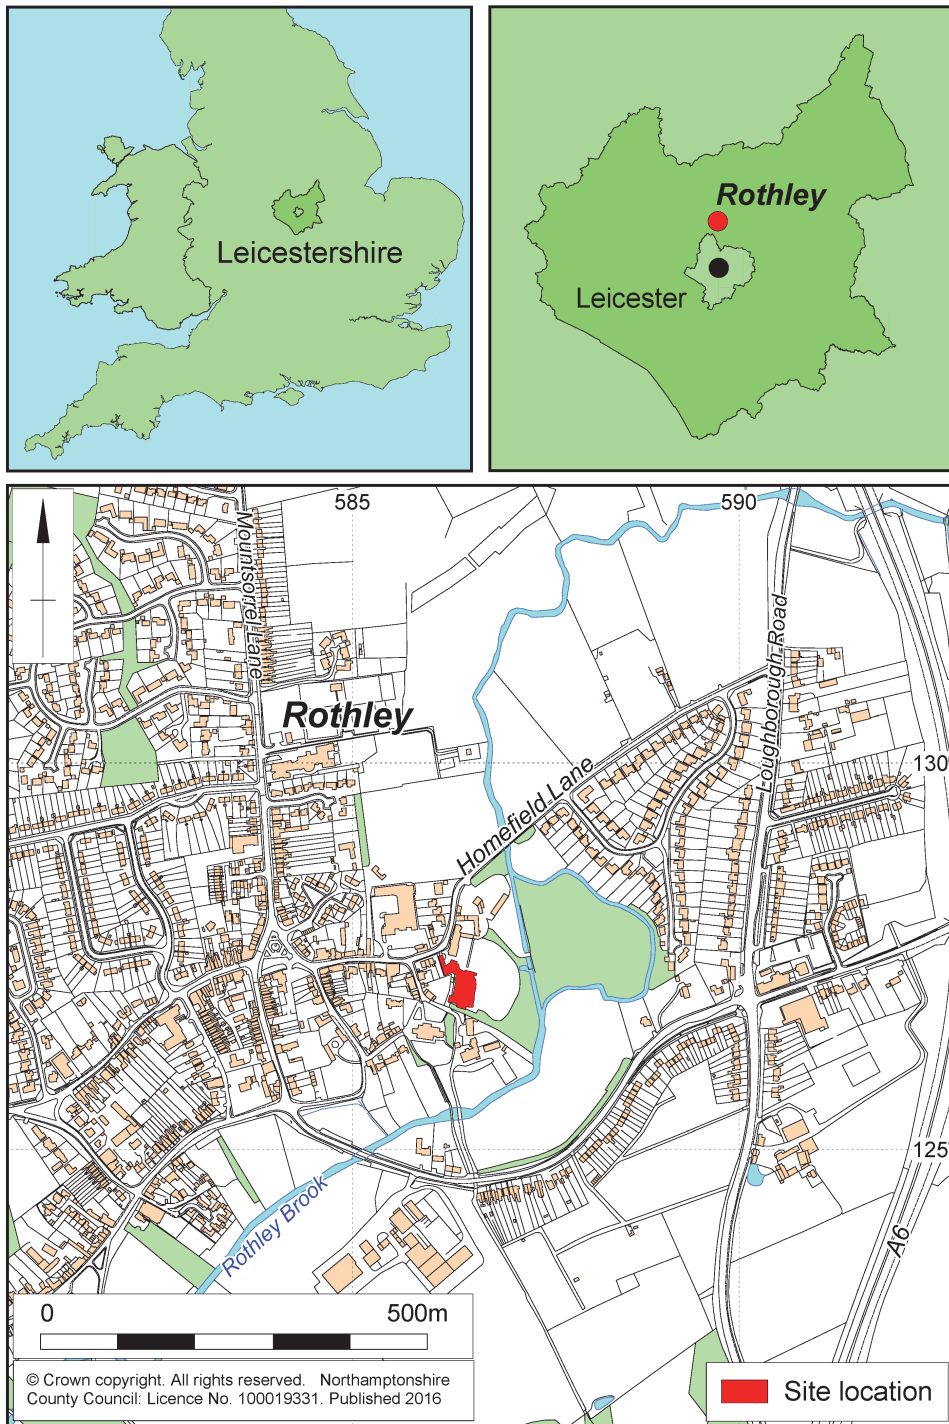 Leicestershire
Rothley
Leicester
585
590
Mountsorrel Lane
Loughborough Road
Rothley
130
Homefield Lane
125
Rothley Brook
A6
0 500m
© Crown copyright. All rights reserved. Northamptonshire
County Council: Licence No. 100019331. Published 2016
Site location